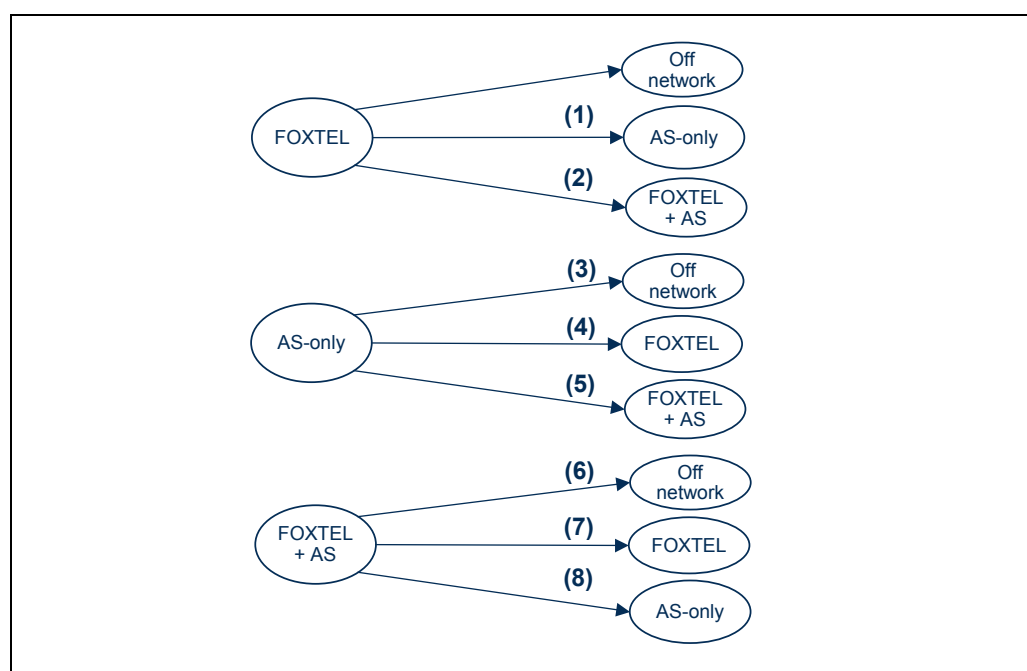 Off
network
(1)
FOXTEL
AS-only
(2)
FOXTEL
+ AS
(3)
Off
network
(4)
AS-only
FOXTEL
(5)
FOXTEL
+ AS
(6)
Off
network
(7)
FOXTEL
+ AS
FOXTEL
(8)
AS-only